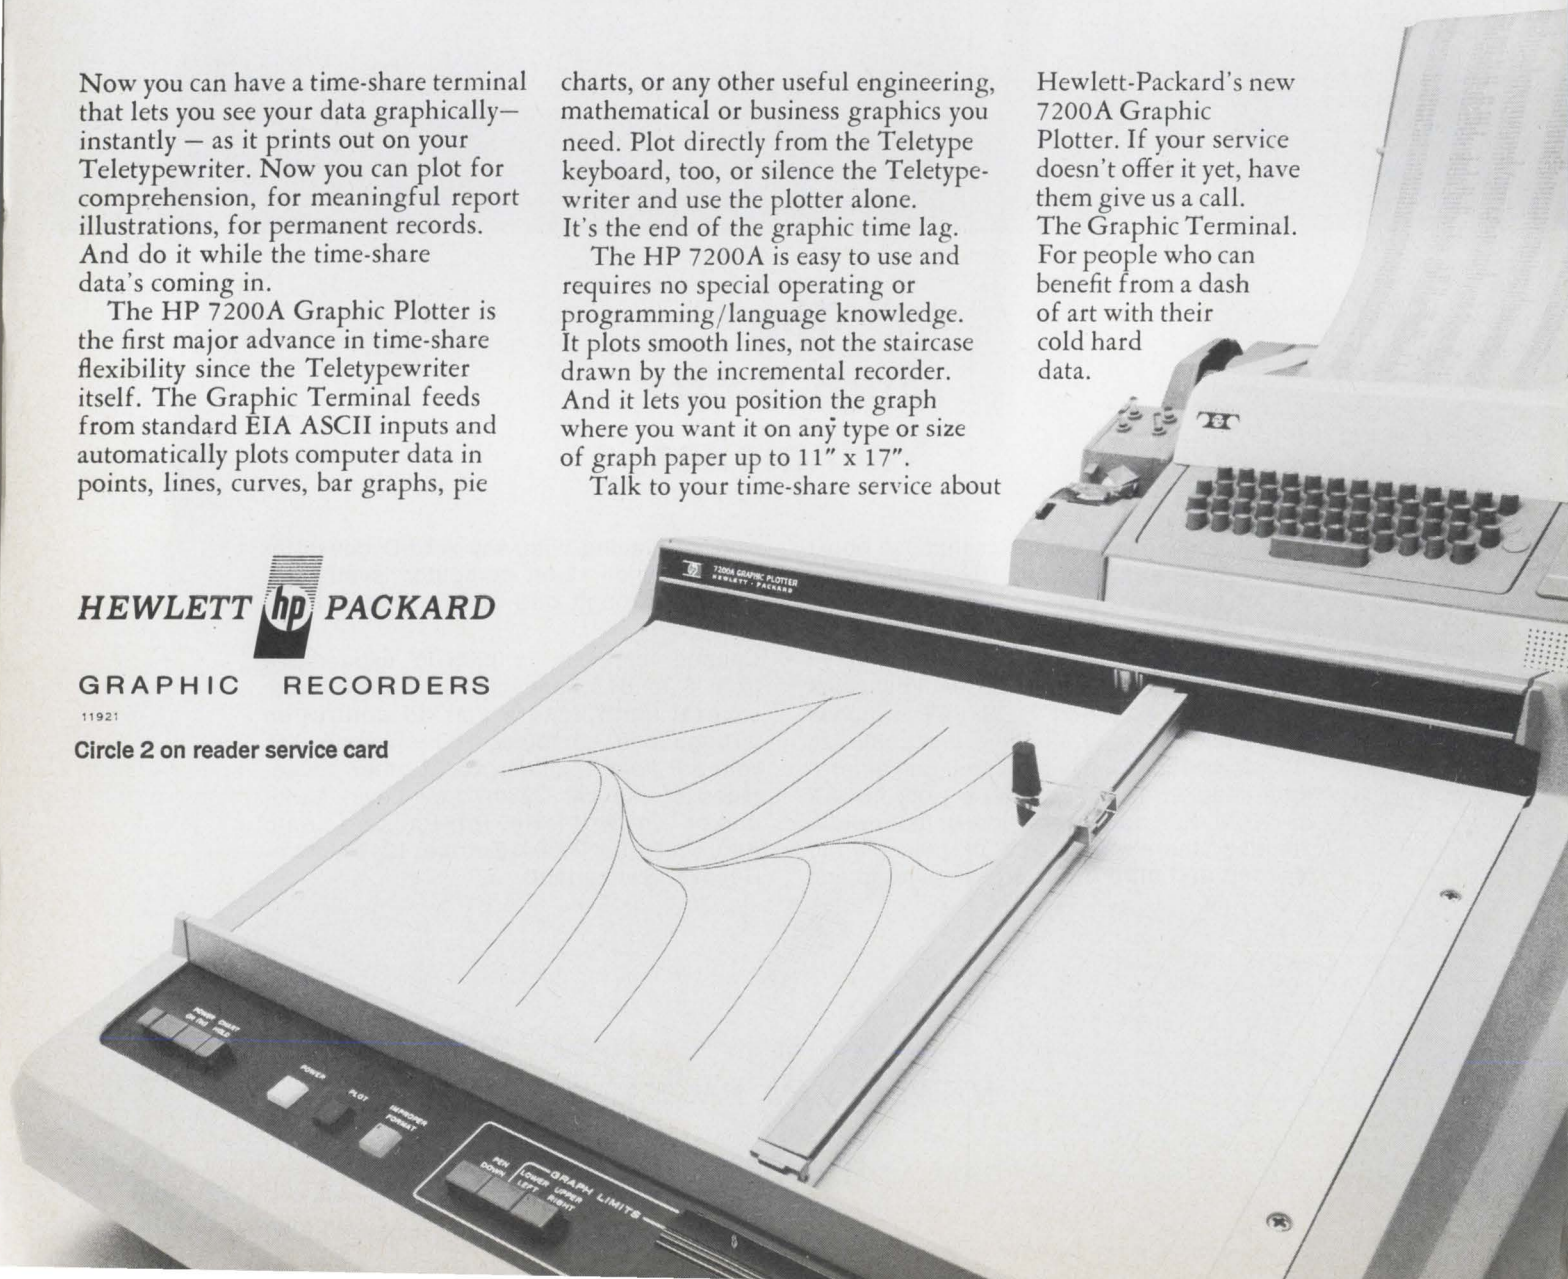 Now you can have a time-share terminal
that lets you see your data graphically—
instantly — as it prints out on your
Teletypewriter. Now you can plot for
comprehension, for meaningful report
illustrations, for permanent records.
And do it while the time-share
data's coming in.
The HP 7200A Graphic Plotter is
the first major advance in time-share
flexibility since the Teletypewriter
itself. The Graphic Terminal feeds
from standard EIA ASCII inputs and
automatically plots computer data in
points, lines, curves, bar graphs, pie
charts, or any other useful engineering,
mathematical or business graphics you
need. Plot directly from the Teletype
keyboard, too, or silence the Teletype-
writer and use the plotter alone.
It's the end of the graphic time lag.
The HP 7200A is easy to use and
requires no special operating or
programming/language knowledge.
It plots smooth lines, not the staircase
drawn by the incremental recorder.
And it lets you position the graph
where you want it on any type or size
of graph paper up to 11" x 17".
Talk to your time-share service about
Hewlett-Packard's new
7200A Graphic
Plotter. If your service
doesn't offer it yet, have
them give us a call.
The Graphic Terminal.
For people who can
benefit from a dash
of art with their
cold hard
data.
HEWLETT hp PACKARD
GRAPHIC RECORDERS
11921
Circle 2 on reader service card
hp 7200A GRAPHIC PLOTTER
HEWLETT · PACKARD
POWER CHART
HOLD
POWER
PLOT
IMPROPER
FORMAT
PEN
DOWN
GRAPH LIMITS
LOWER UPPER
LEFT RIGHT